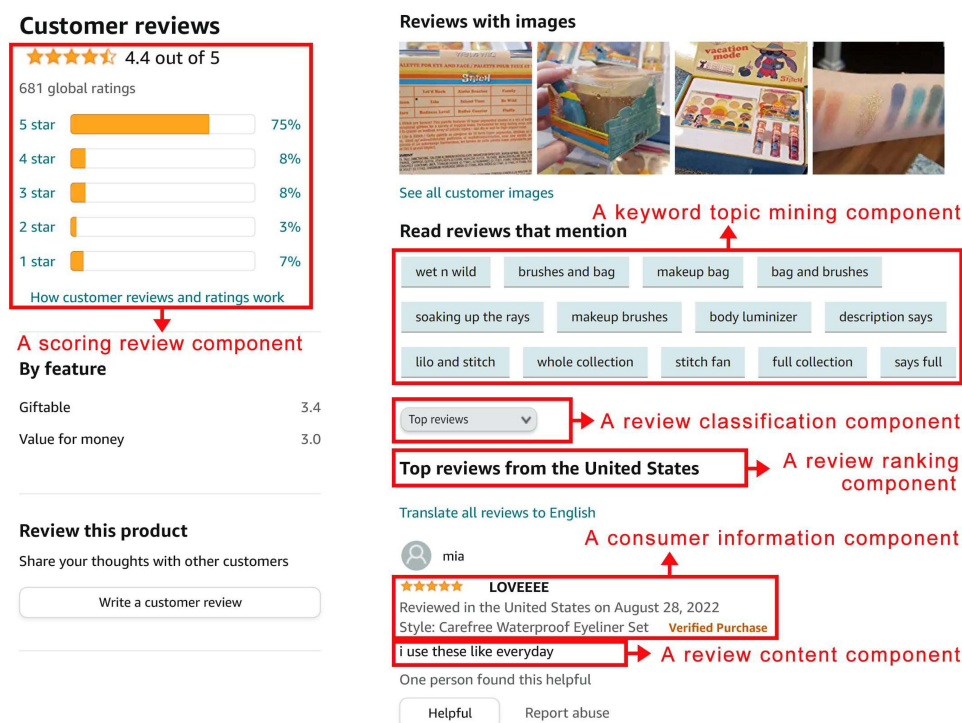 Customer reviews
4.4 out of 5
681 global ratings
5 star 75%
4 star 8%
3 star 8%
2 star 3%
1 star 7%
How customer reviews and ratings work
A scoring review component
By feature
Giftable 3.4
Value for money 3.0
Review this product
Share your thoughts with other customers
Write a customer review
Reviews with images
PALETTE FOR EYE AND FACE / PALETTE POUR
Stitch
vacation
mode
Stitch
See all customer images
A keyword topic mining component
Read reviews that mention
wet n wild brushes and bag makeup bag bag and brushes
soaking up the rays makeup brushes body luminizer description says
lilo and stitch whole collection stitch fan full collection says full
Top reviews
A review classification component
Top reviews from the United States
A review ranking
component
Translate all reviews to English
A consumer information component
mia
LOVEEEE
Reviewed in the United States on August 28, 2022
Style: Carefree Waterproof Eyeliner Set Verified Purchase
i use these like everyday
A review content component
One person found this helpful
Helpful Report abuse